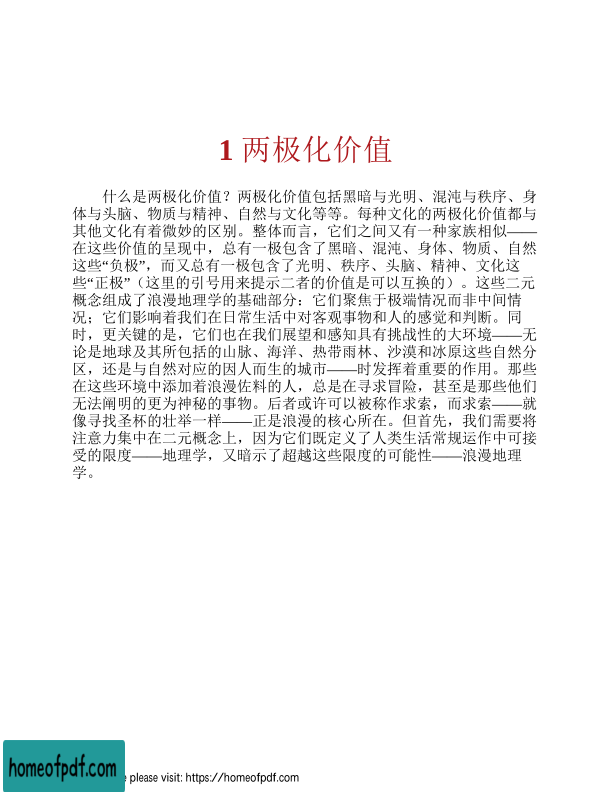 1 两极化价值
什么是两极化价值？两极化价值包括黑暗与光明、混沌与秩序、身
体与头脑、物质与精神、自然与文化等等。每种文化的两极化价值都与
其他文化有着微妙的区别。整体而言，它们之间又有一种家族相似——
在这些价值的呈现中，总有一极包含了黑暗、混沌、身体、物质、自然
这些“负极”，而又总有一极包含了光明、秩序、头脑、精神、文化这
些“正极”（这里的引号用来提示二者的价值是可以互换的）。这些二元
概念组成了浪漫地理学的基础部分：它们聚焦于极端情况而非中间情
况；它们影响着我们在日常生活中对客观事物和人的感觉和判断。同
时，更关键的是，它们也在我们展望和感知具有挑战性的大环境——无
论是地球及其所包括的山脉、海洋、热带雨林、沙漠和冰原这些自然分
区，还是与自然对应的因人而生的城市——时发挥着重要的作用。那些
在这些环境中添加着浪漫佐料的人，总是在寻求冒险，甚至是那些他们
无法阐明的更为神秘的事物。后者或许可以被称作求索，而求索——就
像寻找圣杯的壮举一样——正是浪漫的核心所在。但首先，我们需要将
注意力集中在二元概念上，因为它们既定义了人类生活常规运作中可接
受的限度——地理学，又暗示了超越这些限度的可能性——浪漫地理
学。
homeofpdf.com
please visit: https://homeofpdf.com